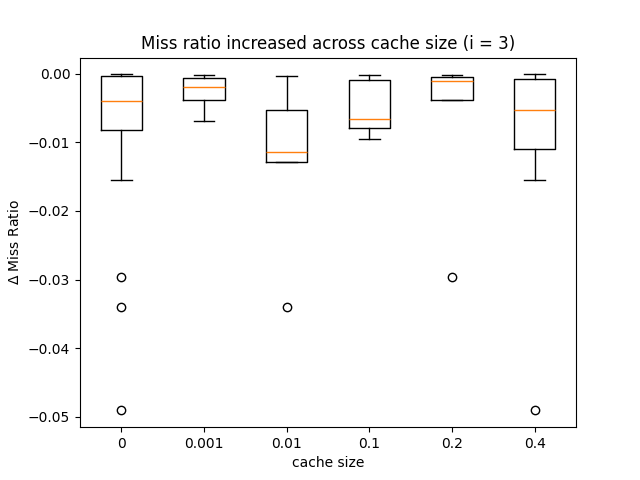 Miss ratio increased across cache size (i = 3)
Δ Miss Ratio
0.00
−0.01
−0.02
−0.03
−0.04
−0.05
0 0.001 0.01 0.1 0.2 0.4
cache size